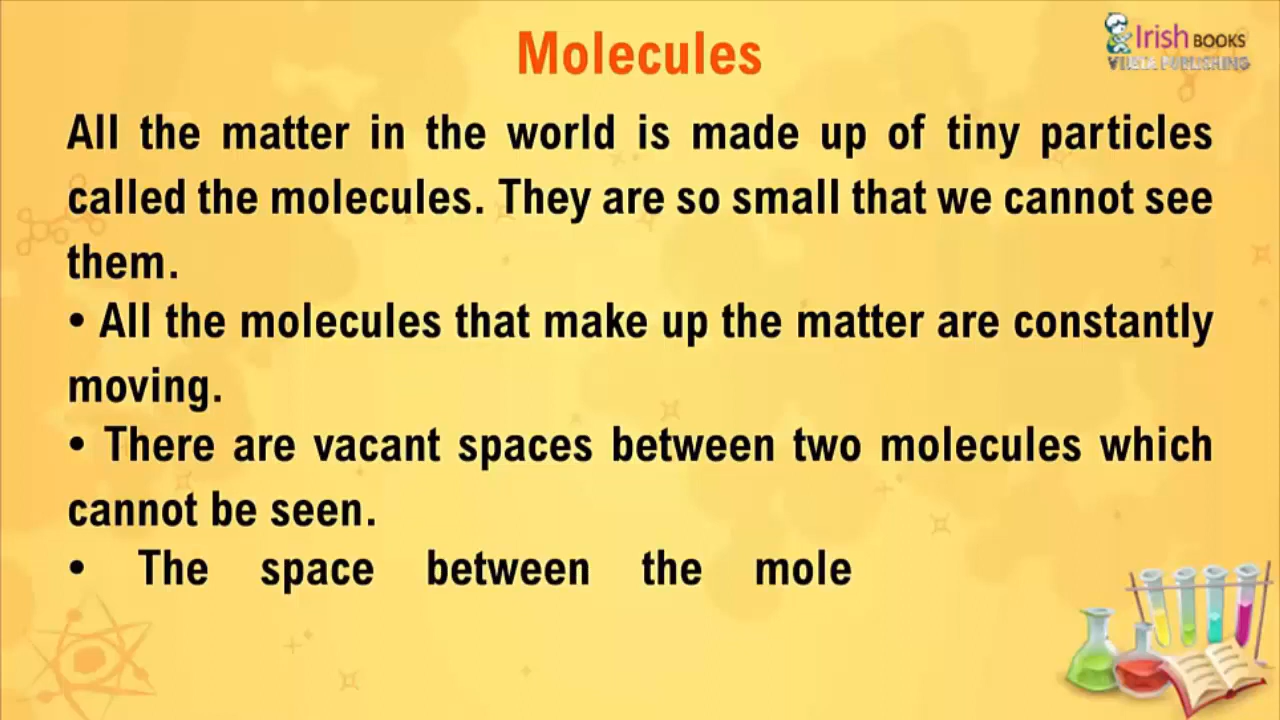 Molecules
Irish BOOKS
VIJETA PUBLISHING
All the matter in the world is made up of tiny particles
called the molecules. They are so small that we cannot see
them.
• All the molecules that make up the matter are constantly
moving.
• There are vacant spaces between two molecules which
cannot be seen.
• The space between the mole